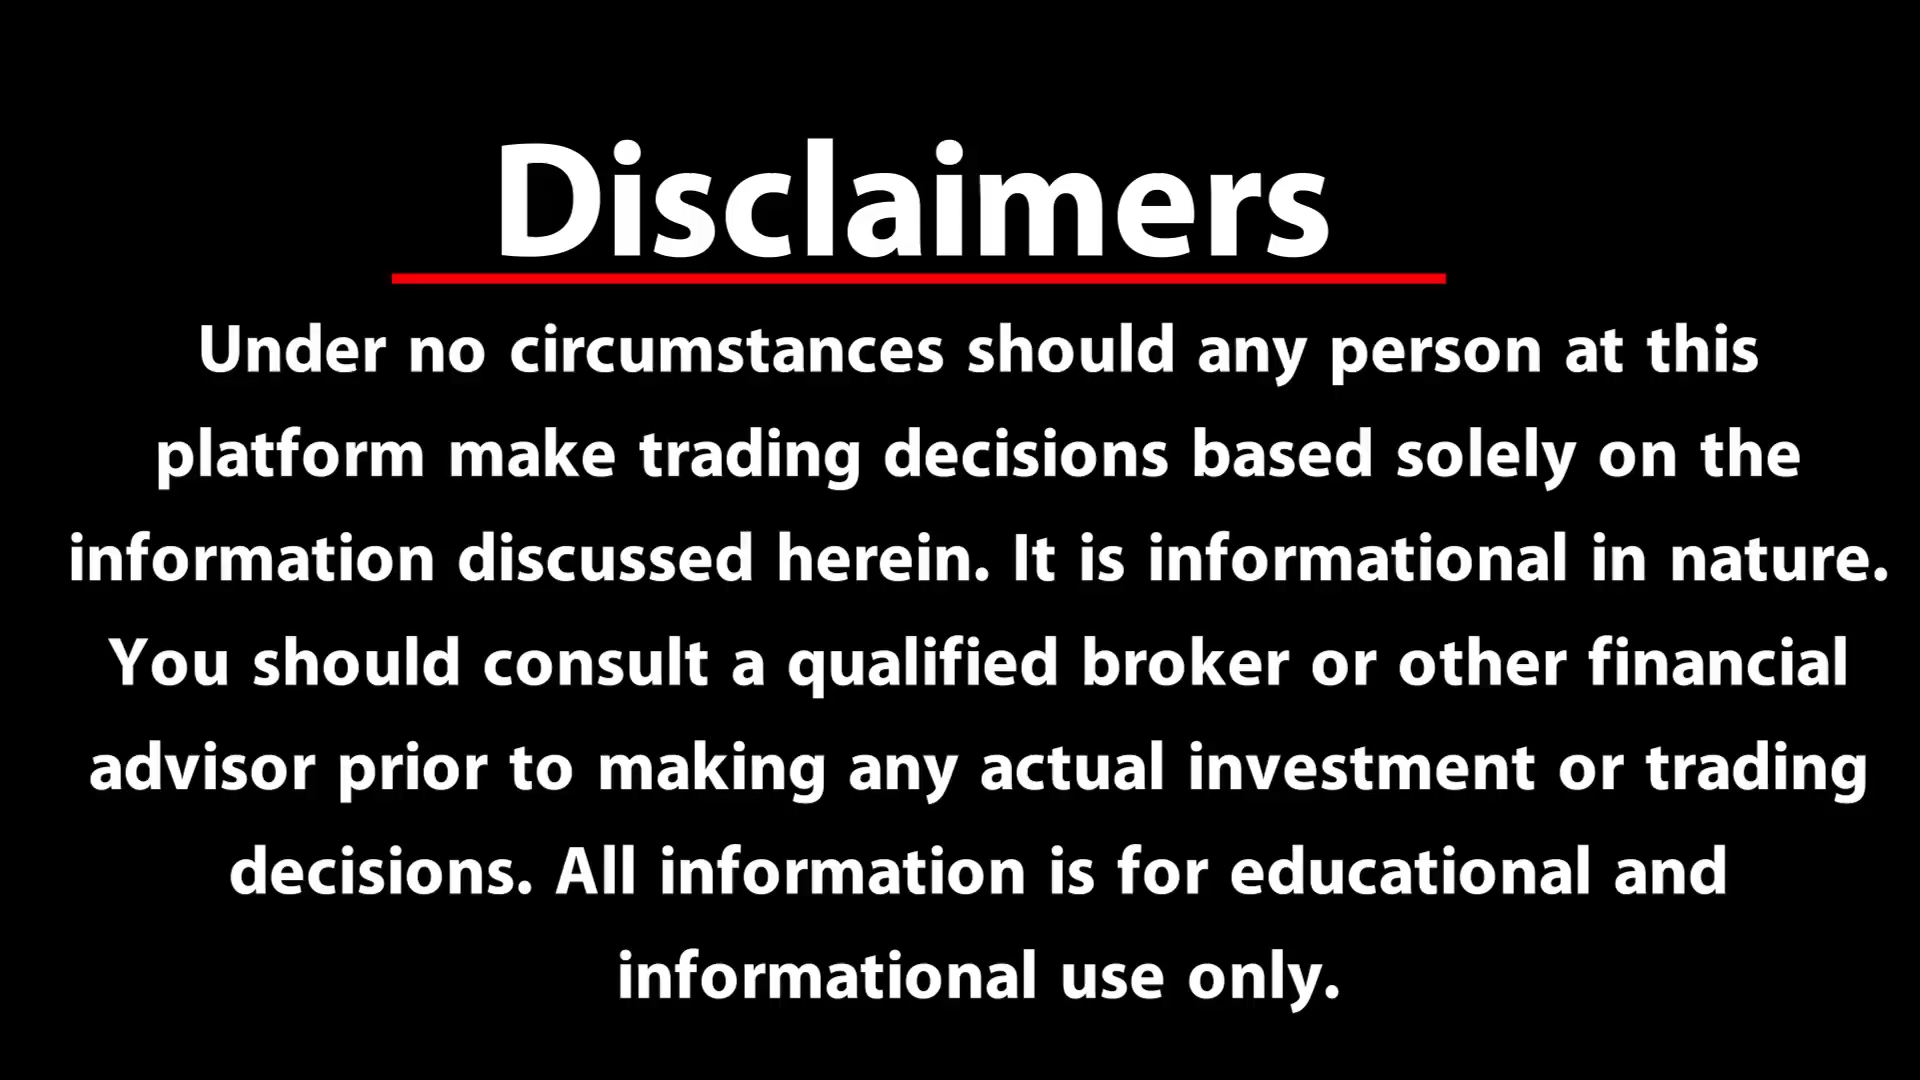 Disclaimers
Under no circumstances should any person at this
platform make trading decisions based solely on the
information discussed herein. It is informational in nature.
You should consult a qualified broker or other financial
advisor prior to making any actual investment or trading
decisions. All information is for educational and
informational use only.